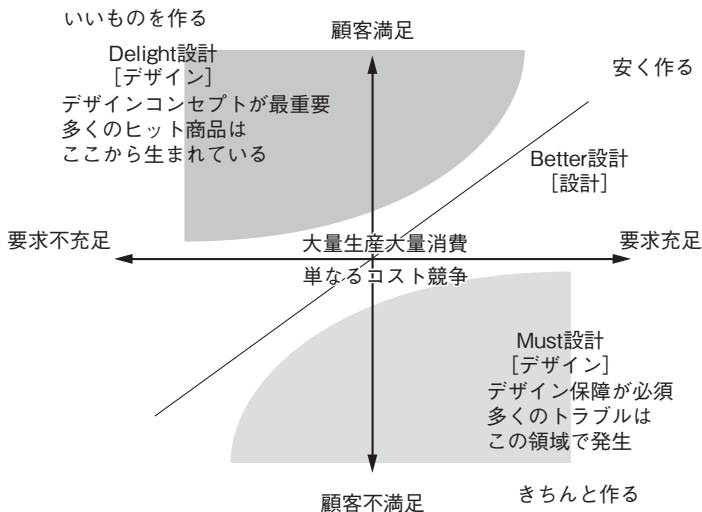 いいものを作る
顧客満足
Delight設計
[デザイン]
デザインコンセプトが最重要
多くのヒット商品は
ここから生まれている
安く作る
Better設計
[設計]
要求不充足
大量生産大量消費
要求充足
単なるコスト競争
Must設計
[デザイン]
デザイン保障が必須
多くのトラブルは
この領域で発生
顧客不満足
きちんと作る